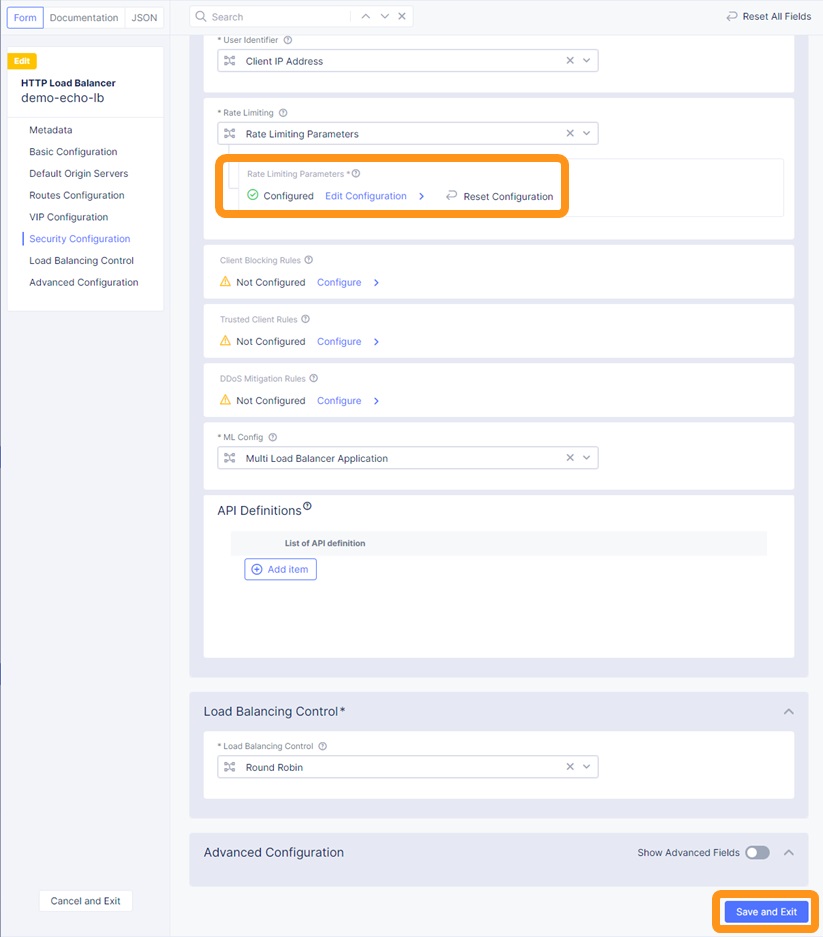 Form Documentation JSON
Search
Reset All Fields
Edit
HTTP Load Balancer
demo-echo-lb
Metadata
Basic Configuration
Default Origin Servers
Routes Configuration
VIP Configuration
Security Configuration
Load Balancing Control
Advanced Configuration
Cancel and Exit
* User Identifier
Client IP Address
* Rate Limiting
Rate Limiting Parameters
Rate Limiting Parameters *
Configured Edit Configuration Reset Configuration
Client Blocking Rules
Not Configured Configure
Trusted Client Rules
Not Configured Configure
DDoS Mitigation Rules
Not Configured Configure
* ML Config
Multi Load Balancer Application
API Definitions
List of API definition
Add item
Load Balancing Control*
* Load Balancing Control
Round Robin
Advanced Configuration
Show Advanced Fields
Save and Exit